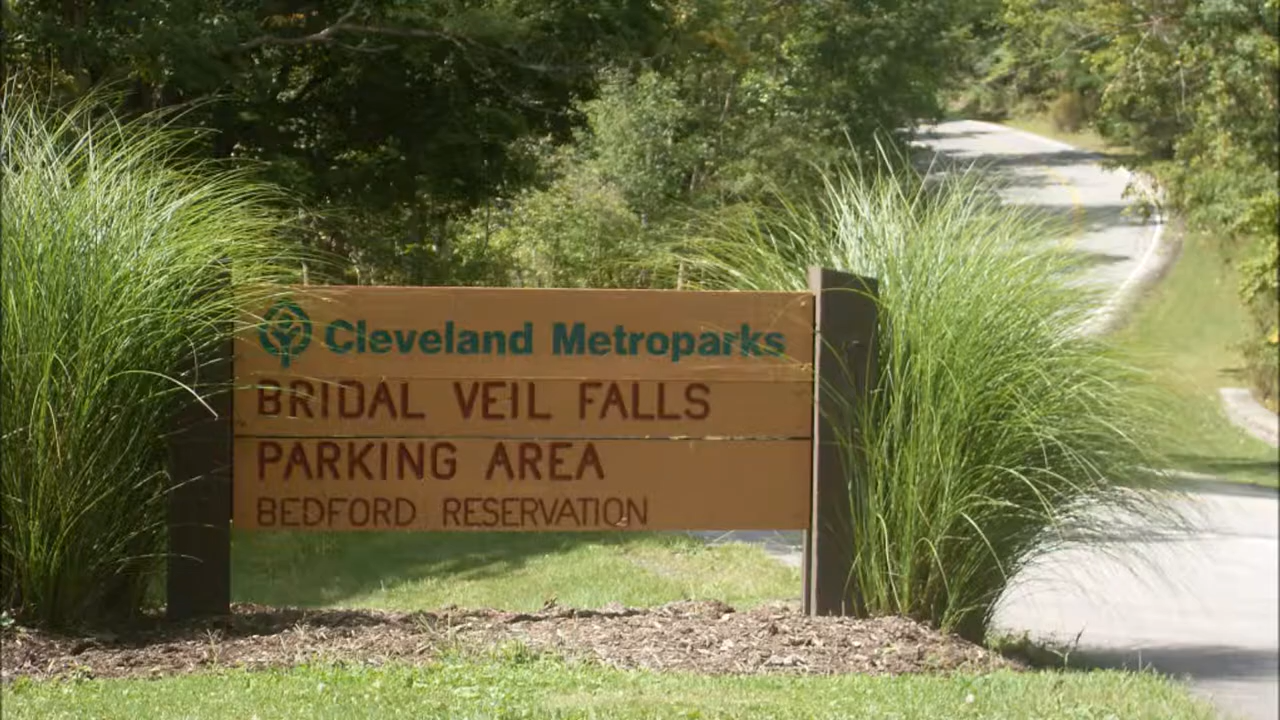 Cleveland Metroparks
BRIDAL VEIL FALLS
PARKING AREA
BEDFORD RESERVATION